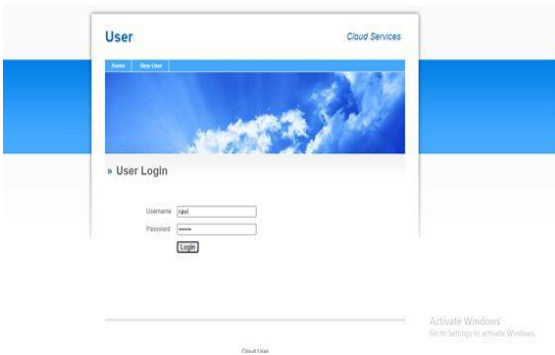 User
Cloud Services
Home New User
» User Login
Username ravi
Password ••••••
Login
Activate Windows
Go to Settings to activate Windows.
Cloud User